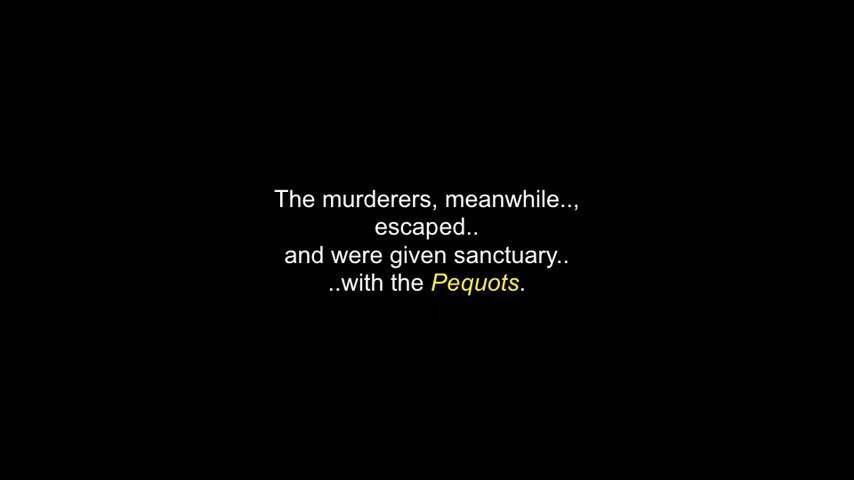 The murderers, meanwhile..,
escaped..
and were given sanctuary..
..with the Pequots.